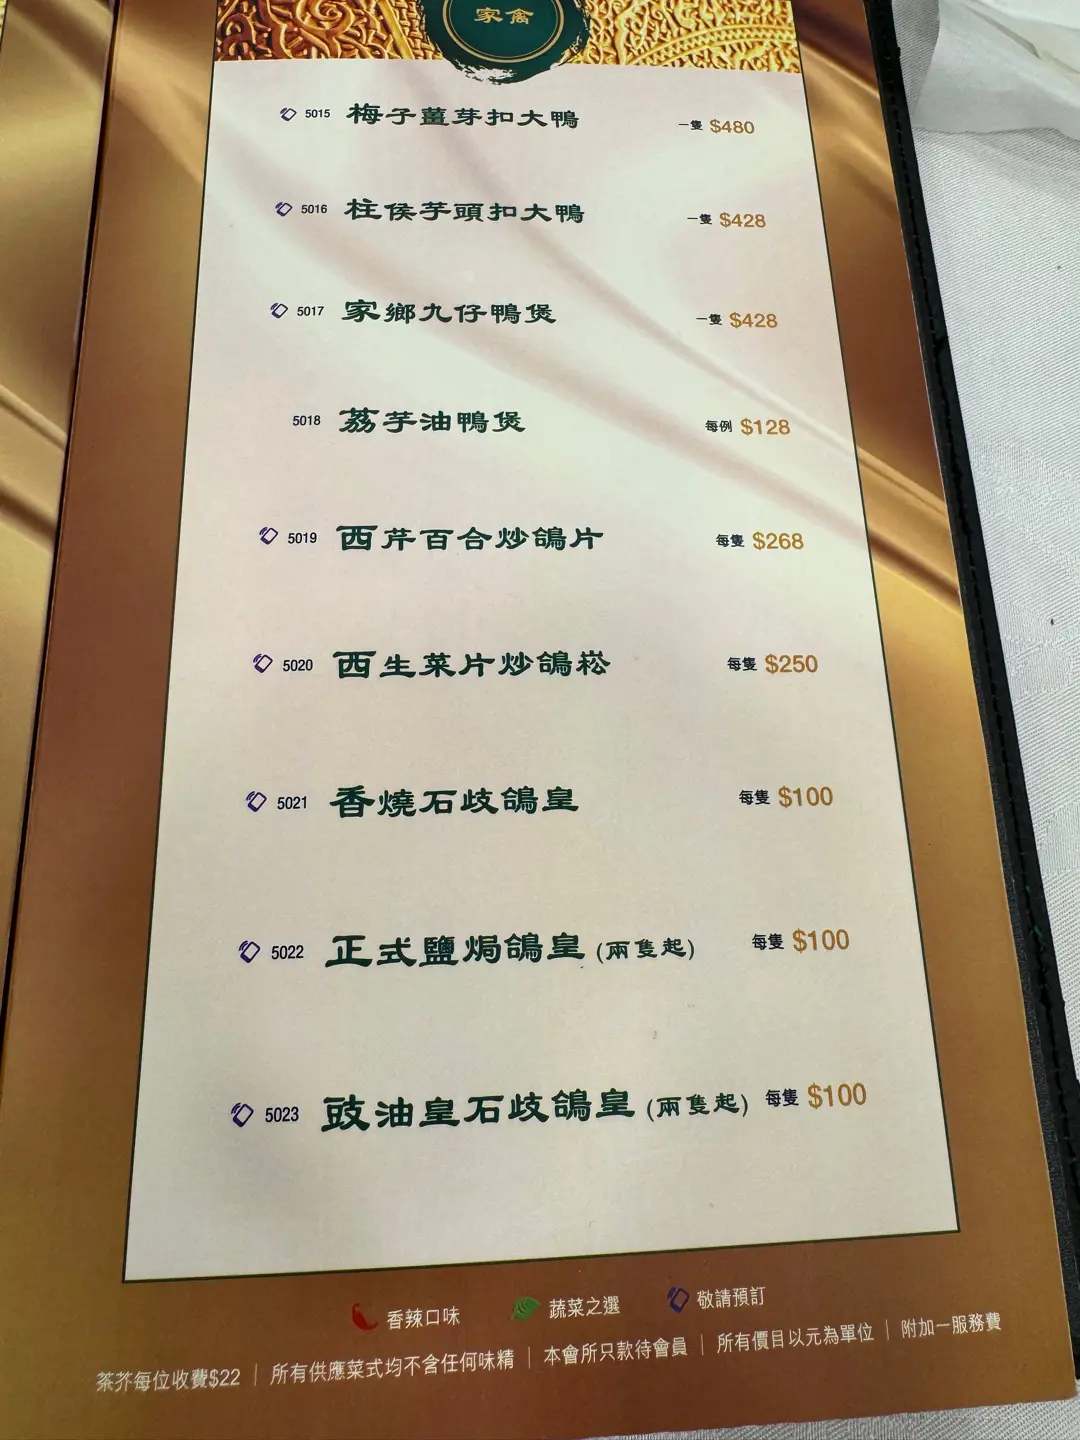 家禽
5015 梅子薑芽扣大鴨 一隻 $480
5016 柱侯芋頭扣大鴨 一隻 $428
5017 家鄉九仔鴨煲 一隻 $428
5018 荔芋油鴨煲 每例 $128
5019 西芹百合炒鴿片 每隻 $268
5020 西生菜片炒鴿崧 每隻 $250
5021 香燒石歧鴿皇 每隻 $100
5022 正式鹽焗鴿皇 (兩隻起) 每隻 $100
5023 豉油皇石歧鴿皇 (兩隻起) 每隻 $100
香辣口味 蔬菜之選 敬請預訂
茶芥每位收費$22 | 所有供應菜式均不含任何味精 | 本會所只款待會員 | 所有價目以元為單位 | 附加一服務費